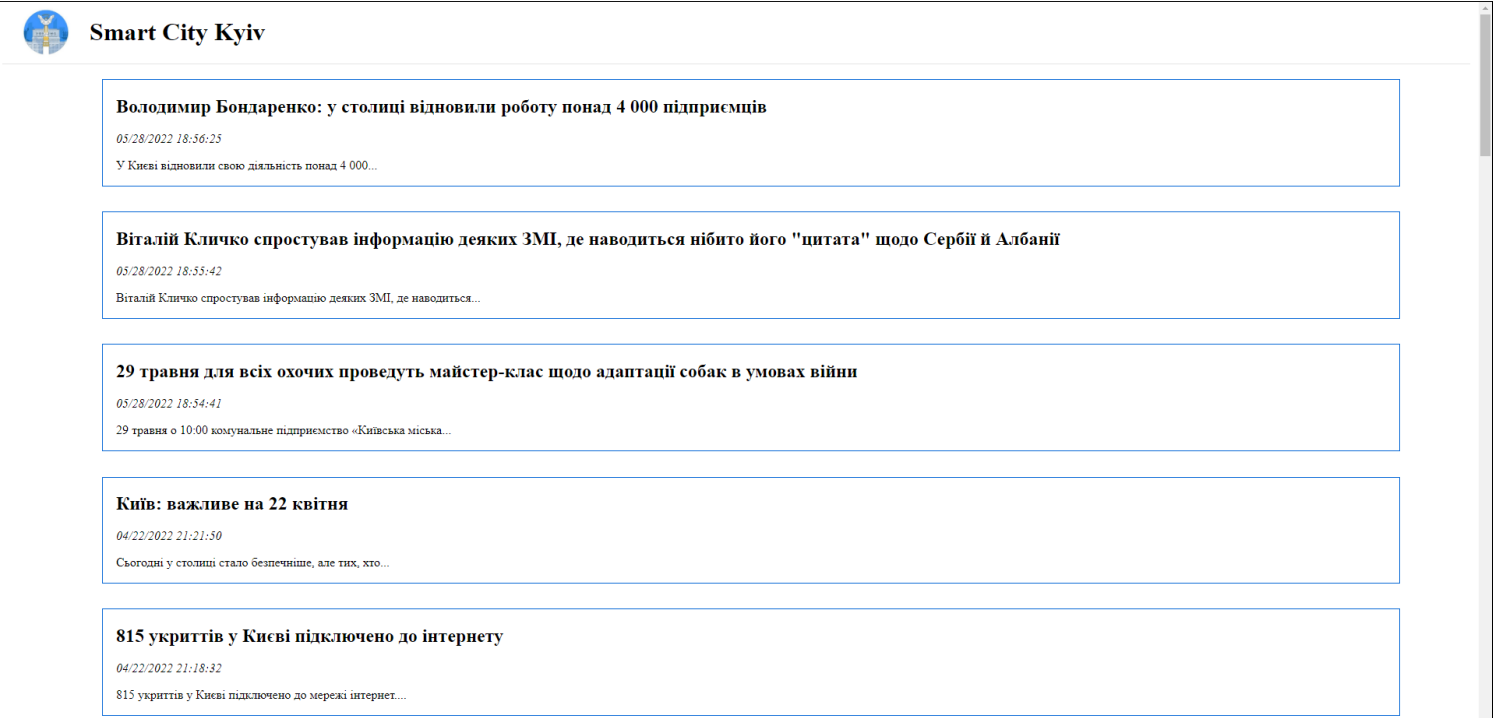 Smart City Kyiv
Володимир Бондаренко: у столиці відновили роботу понад 4 000 підприємців
05/28/2022 18:56:25
У Києві відновили свою діяльність понад 4 000...
Віталій Кличко спростував інформацію деяких ЗМІ, де наводиться нібито його "цитата" щодо Сербії й Албанії
05/28/2022 18:55:42
Віталій Кличко спростував інформацію деяких ЗМІ, де наводиться...
29 травня для всіх охочих проведуть майстер-клас щодо адаптації собак в умовах війни
05/28/2022 18:54:41
29 травня о 10:00 комунальне підприємство «Київська міська...
Київ: важливе на 22 квітня
04/22/2022 21:21:50
Сьогодні у столиці стало безпечніше, але тих, хто...
815 укриттів у Києві підключено до інтернету
04/22/2022 21:18:32
815 укриттів у Києві підключено до мережі інтернет....